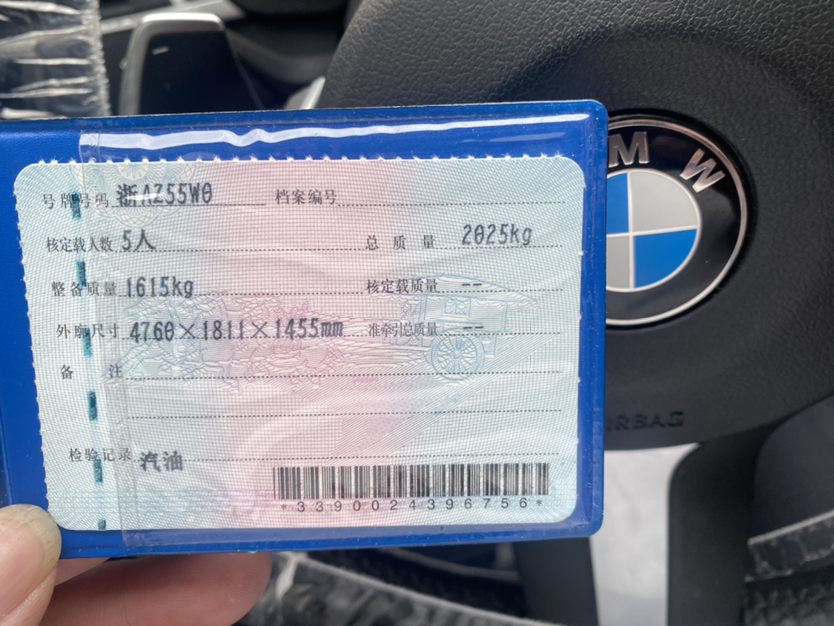 号牌号码 浙AZ55W0 档案编号
核定载人数 5人 总质量 2025kg
整备质量 1615kg 核定载质量 --
外廓尺寸 4760×1811×1455mm 准牵引总质量 --
备注
检验记录 汽油
*3390024396756*
M W
AIRBAG